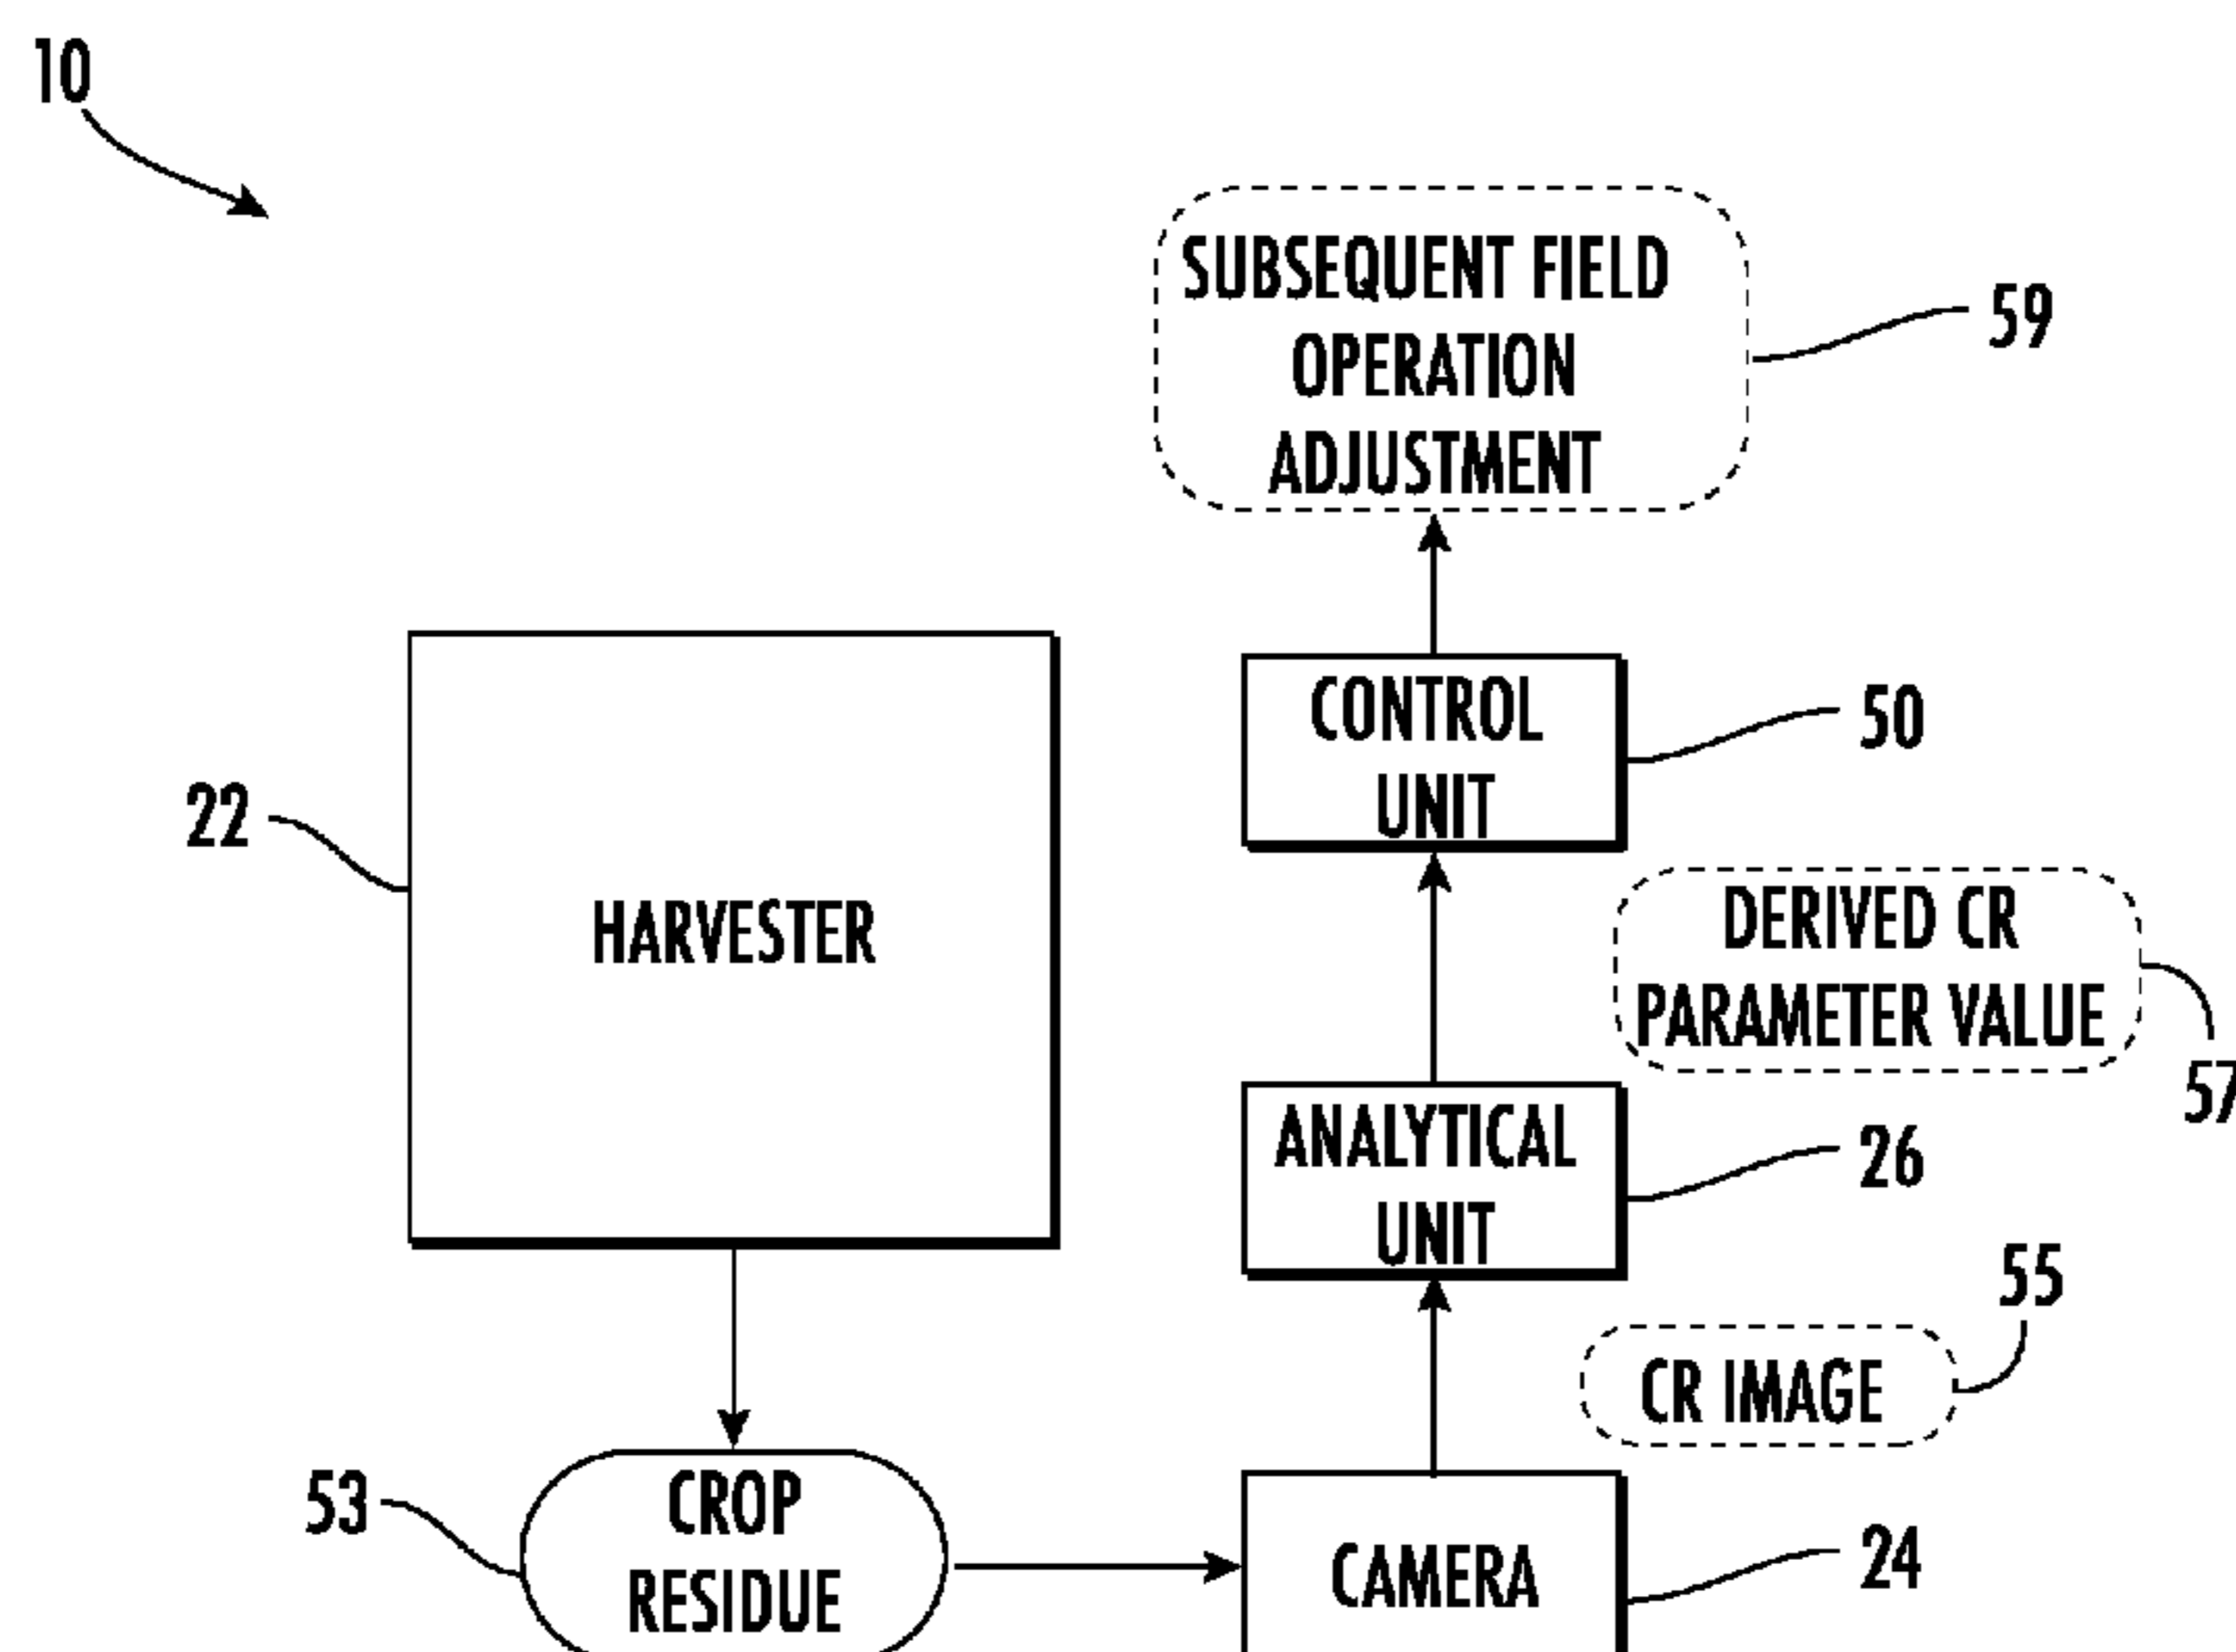 10
SUBSEQUENT FIELD
OPERATION
ADJUSTMENT
59
CONTROL
UNIT
50
22
HARVESTER
DERIVED CR
PARAMETER VALUE
57
ANALYTICAL
UNIT
26
55
CR IMAGE
53
CROP
RESIDUE
CAMERA
24